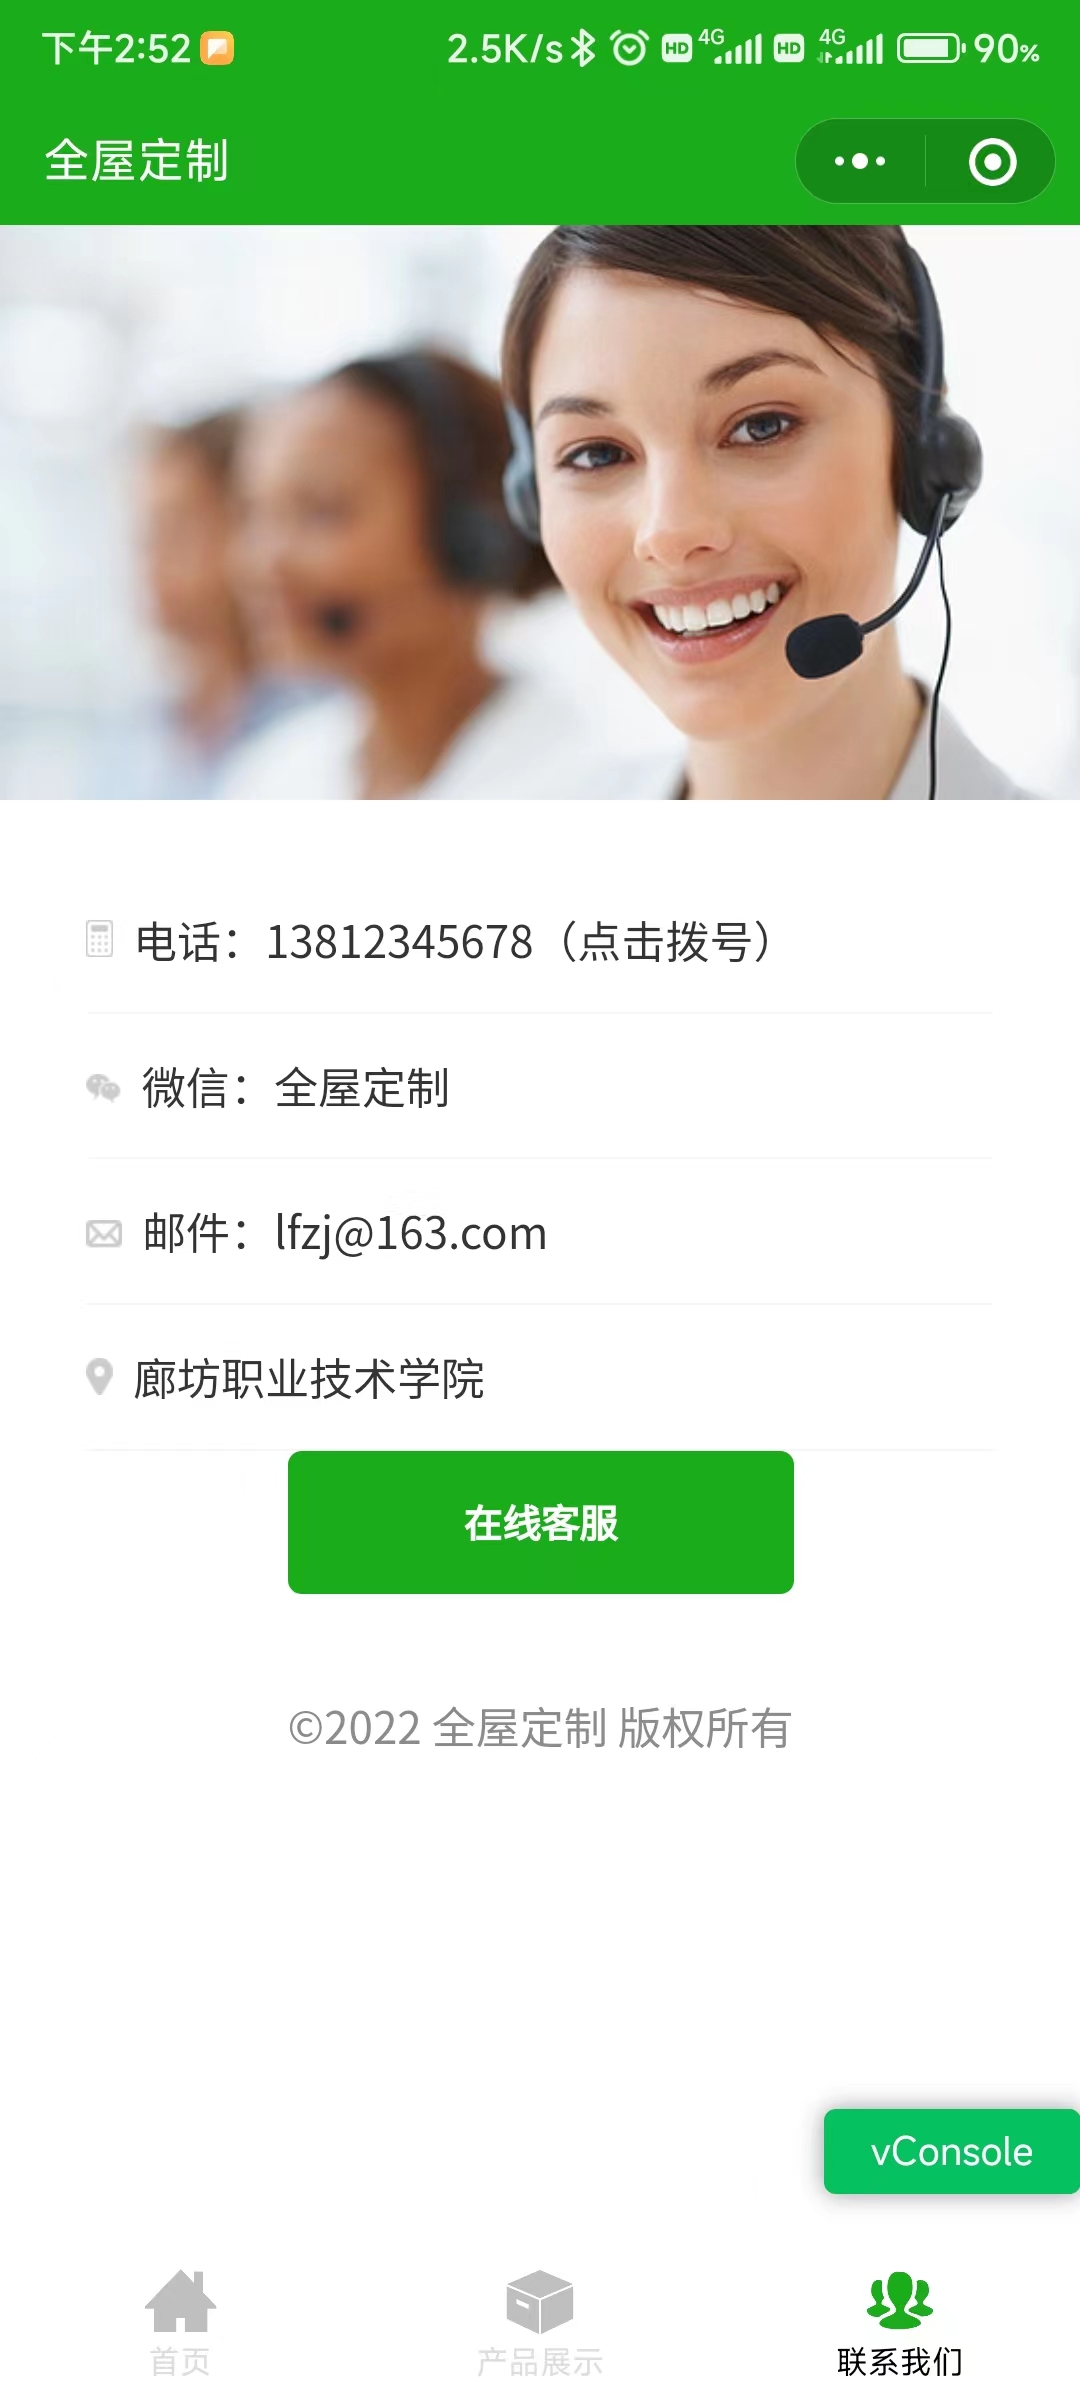 下午2:52 2.5K/s HD 4G HD 4G 90%
全屋定制
电话：13812345678（点击拨号）
微信：全屋定制
邮件：lfzj@163.com
廊坊职业技术学院
在线客服
©2022 全屋定制 版权所有
vConsole
首页 产品展示 联系我们